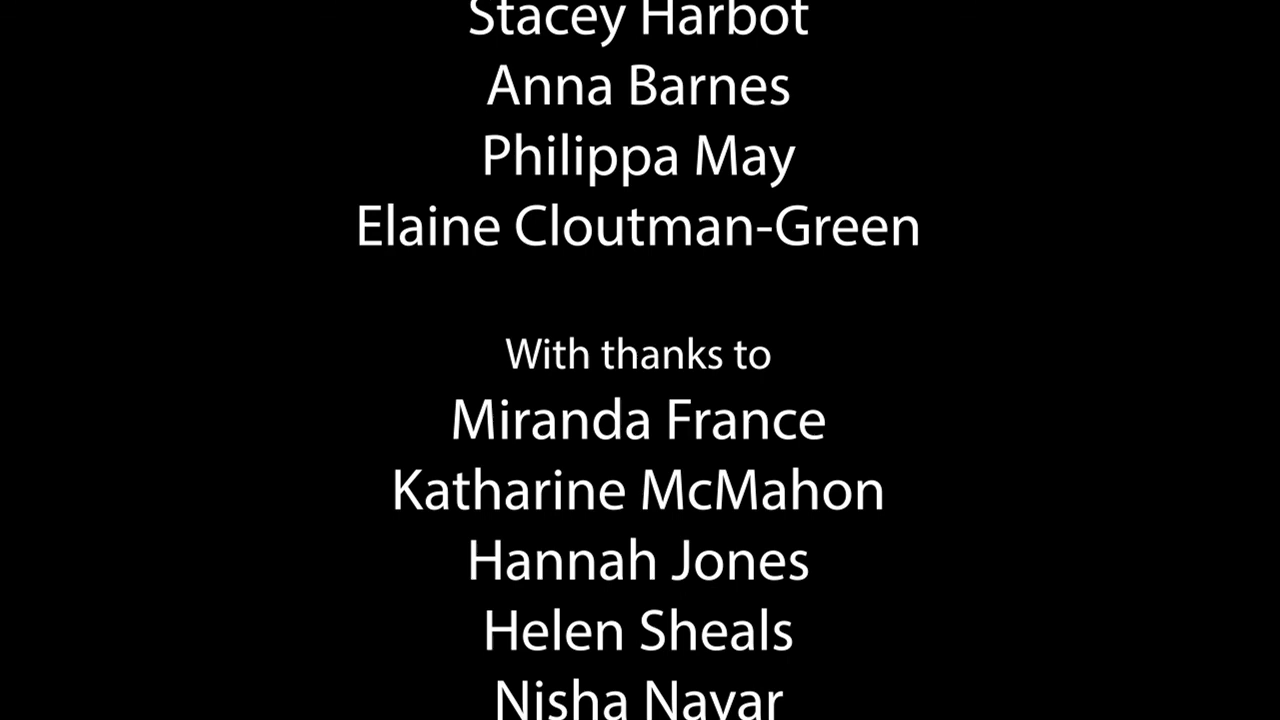 Stacey Harbot
Anna Barnes
Philippa May
Elaine Cloutman-Green
With thanks to
Miranda France
Katharine McMahon
Hannah Jones
Helen Sheals
Nisha Nayar